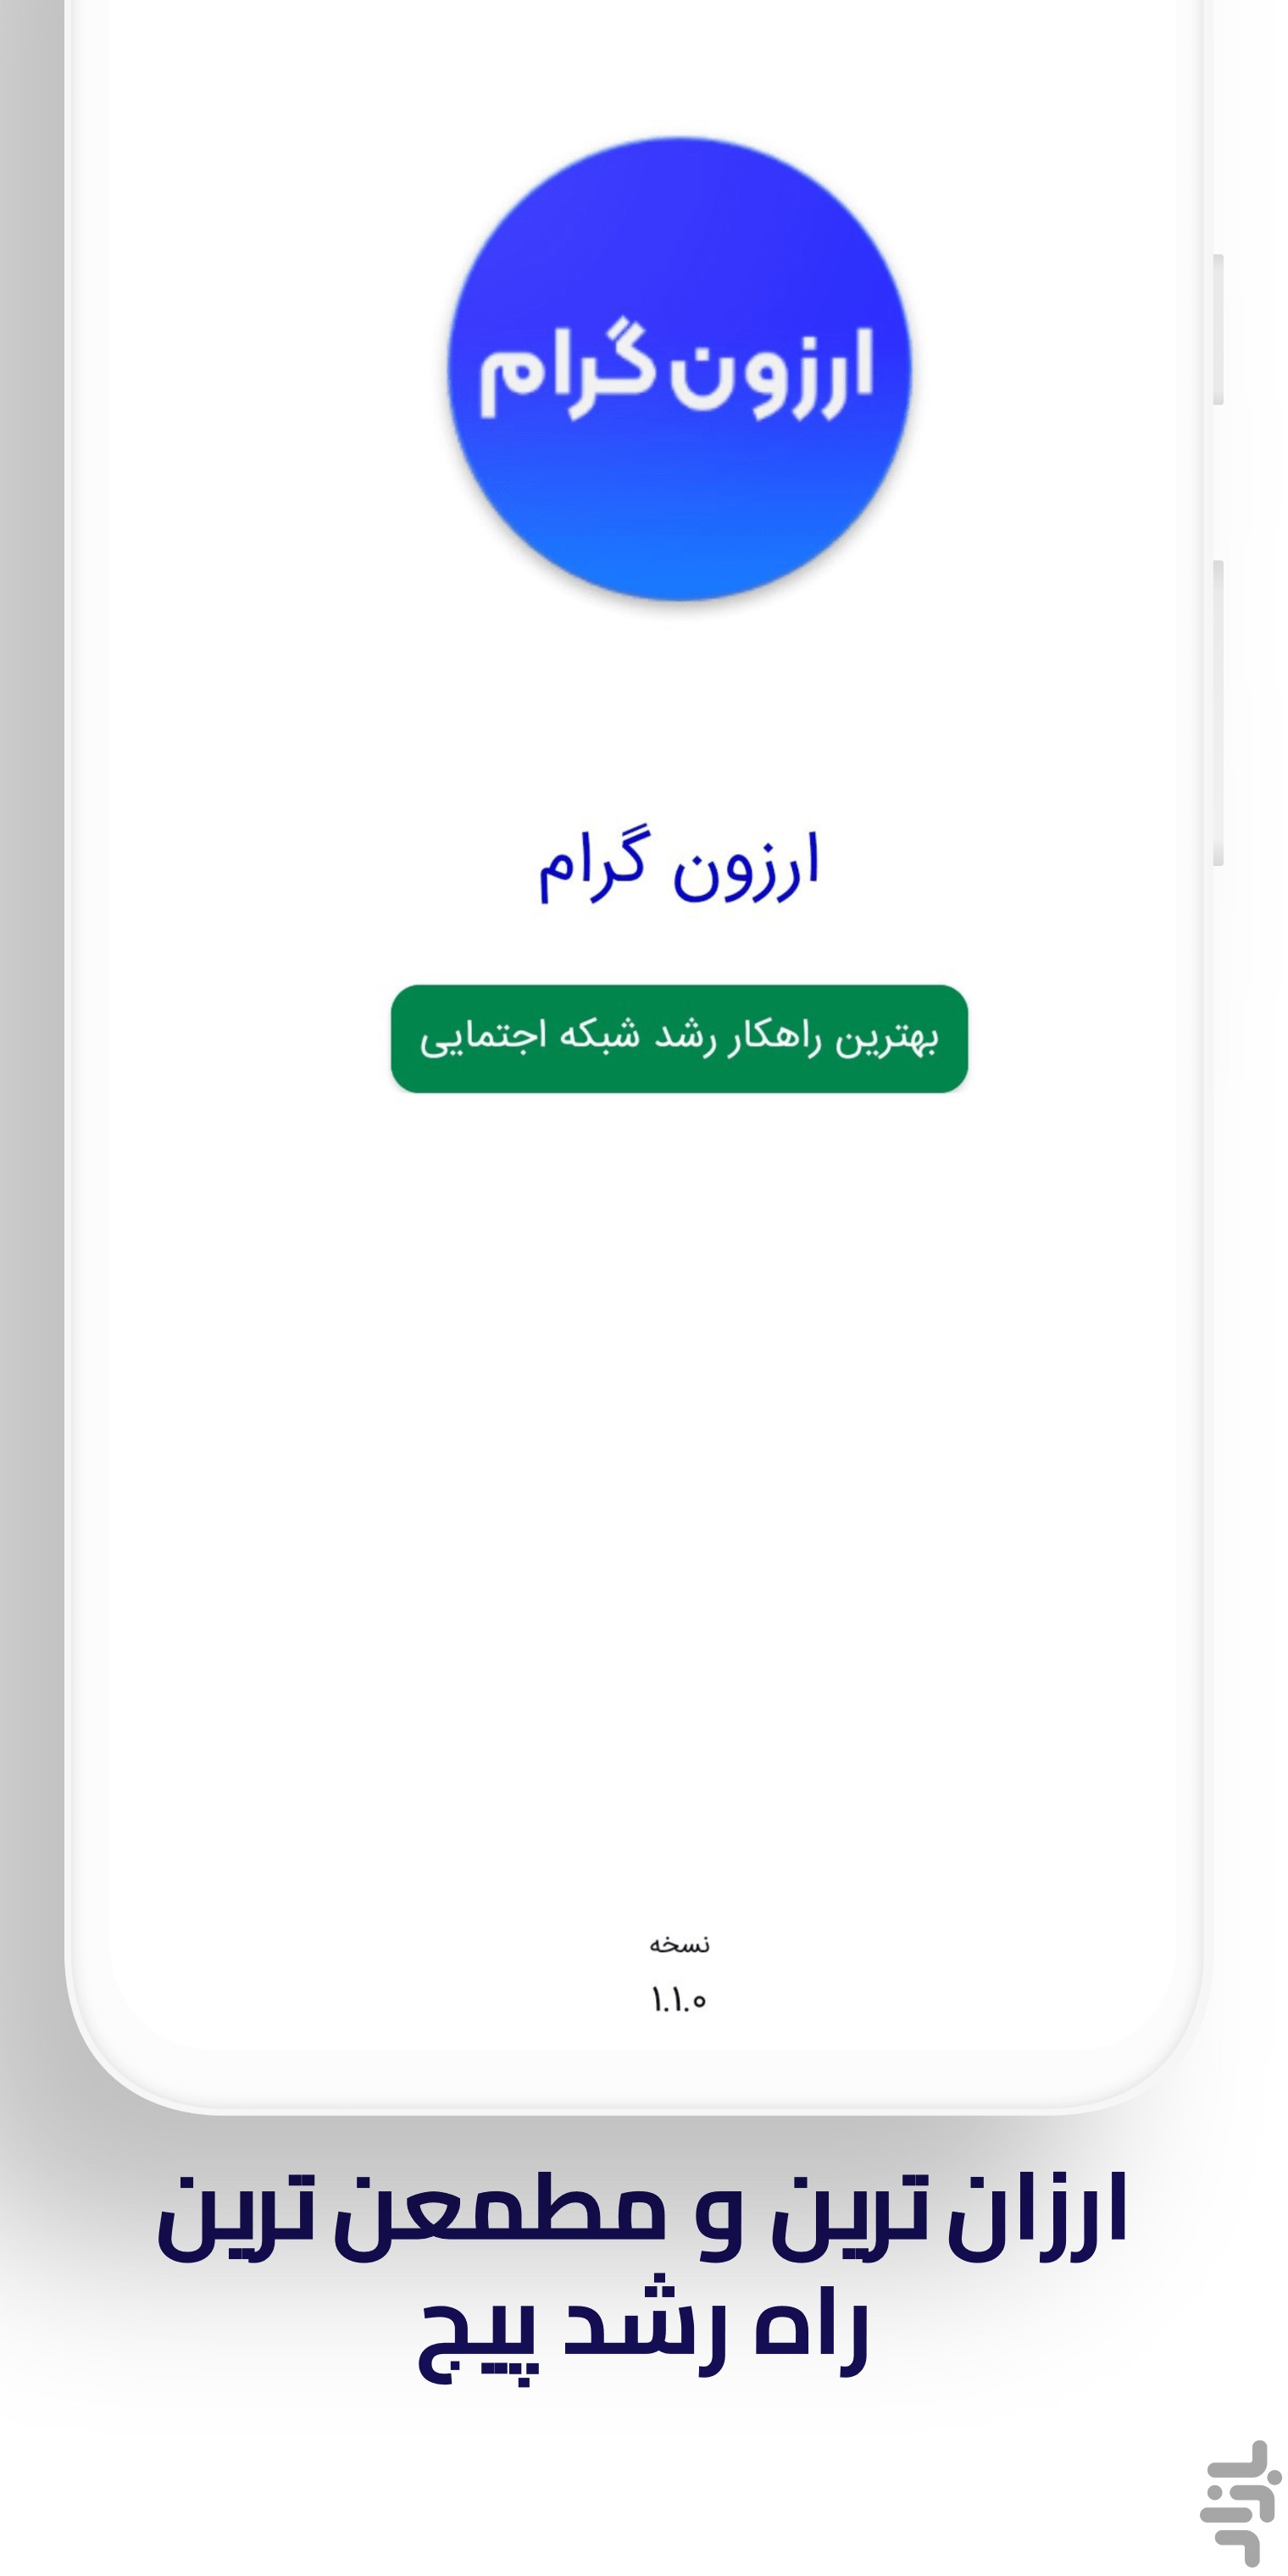 ارزون‌گرام
ارزون گرام
بهترین راهکار رشد شبکه اجتمایی
نسخه
۱.۱.۰
ارزان ترین و مطمعن ترین
راه رشد پیج
بازار